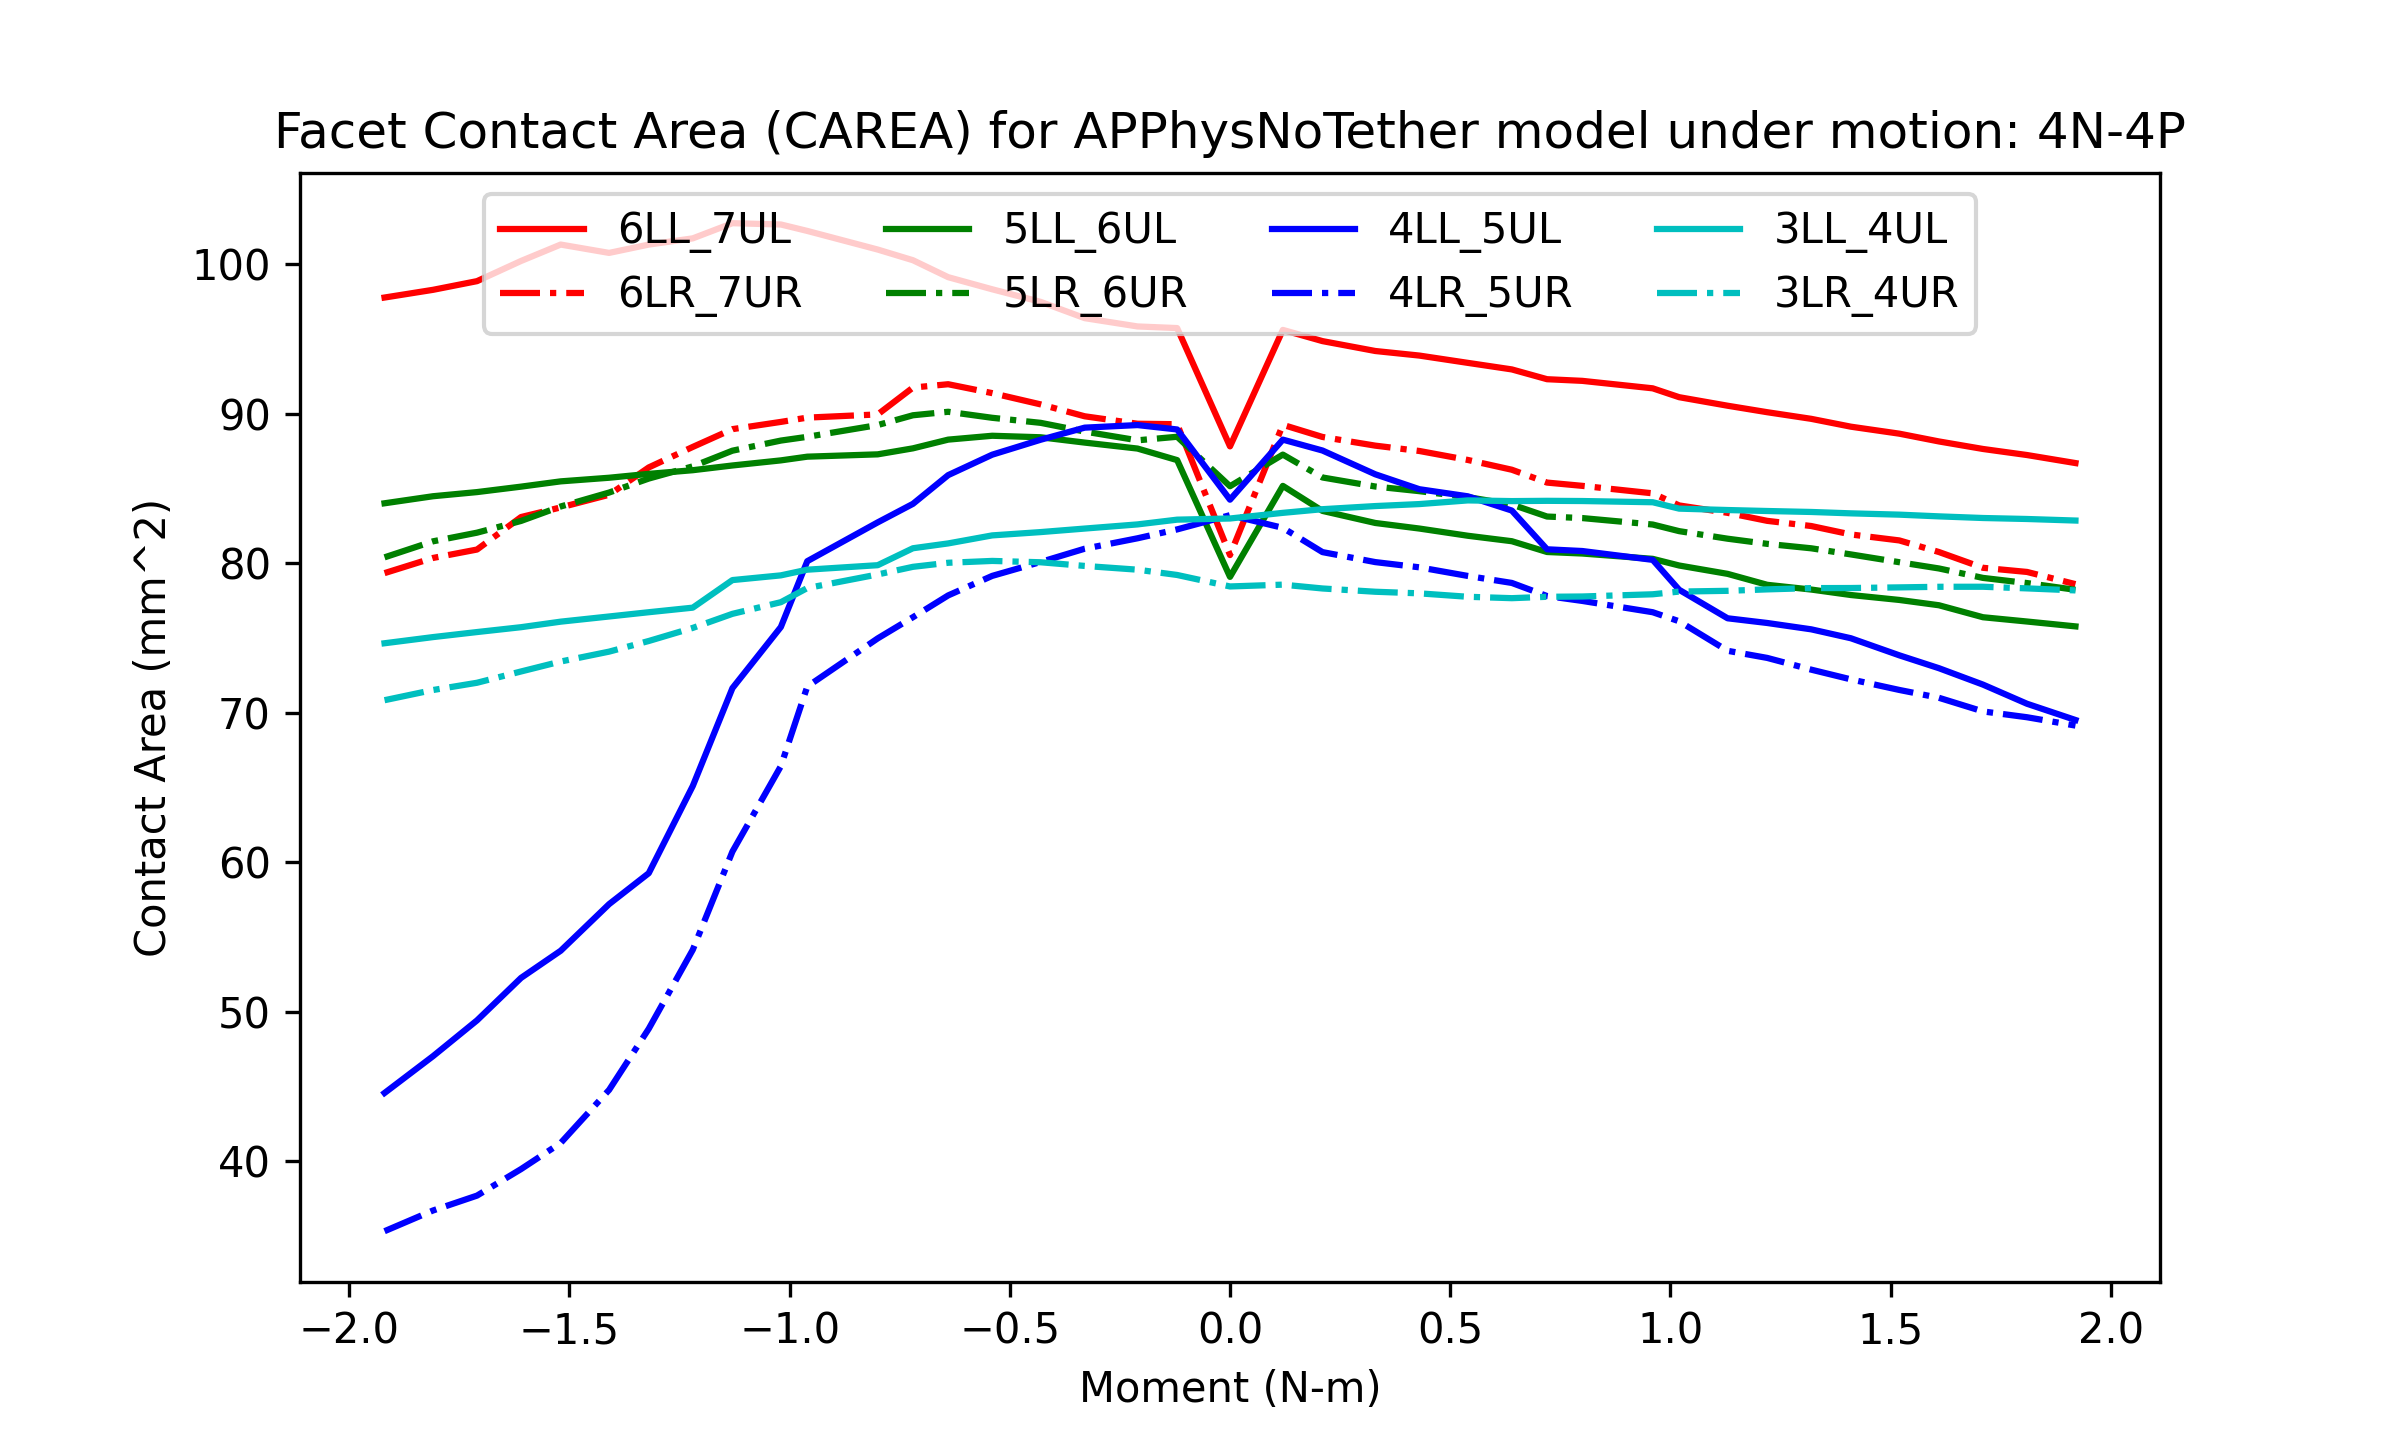 Facet Contact Area (CAREA) for APPhysNoTether model under motion: 4N-4P
6LL_7UL 5LL_6UL 4LL_5UL 3LL_4UL
6LR_7UR 5LR_6UR 4LR_5UR 3LR_4UR
100
90
80
70
60
50
40
Contact Area (mm^2)
−2.0 −1.5 −1.0 −0.5 0.0 0.5 1.0 1.5 2.0
Moment (N-m)